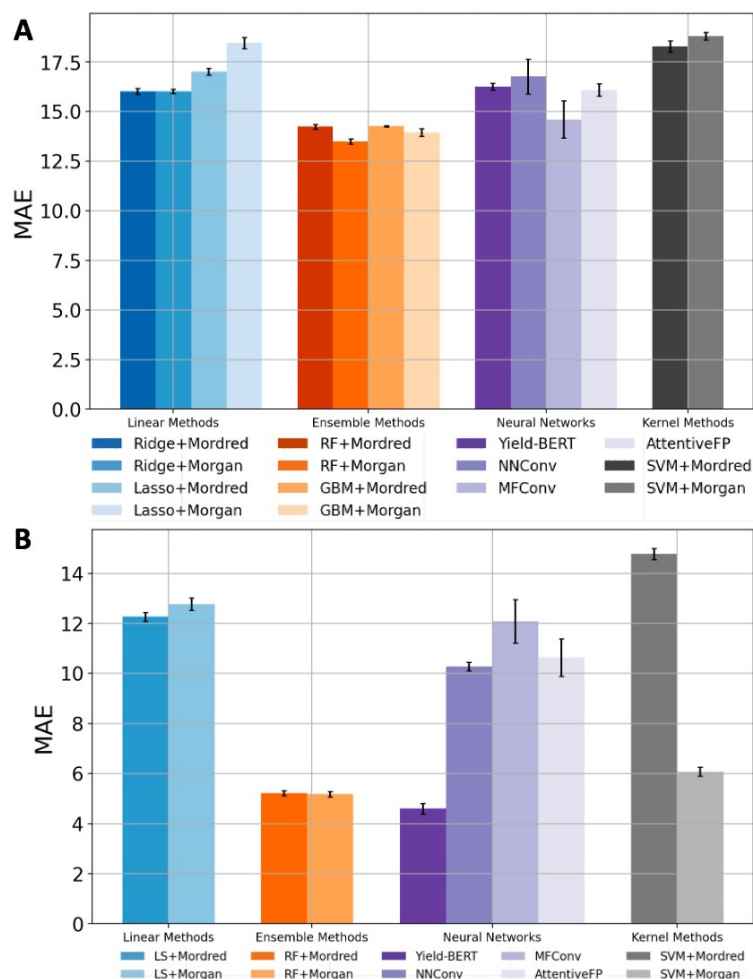 A
MAE
17.5
15.0
12.5
10.0
7.5
5.0
2.5
0.0
Linear Methods Ensemble Methods Neural Networks Kernel Methods
Ridge+Mordred RF+Mordred Yield-BERT AttentiveFP
Ridge+Morgan RF+Morgan NNConv SVM+Mordred
Lasso+Mordred GBM+Mordred MFConv SVM+Morgan
Lasso+Morgan GBM+Morgan
B
MAE
14
12
10
8
6
4
2
0
Linear Methods Ensemble Methods Neural Networks Kernel Methods
LS+Mordred RF+Mordred Yield-BERT MFConv SVM+Mordred
LS+Morgan RF+Morgan NNConv AttentiveFP SVM+Morgan